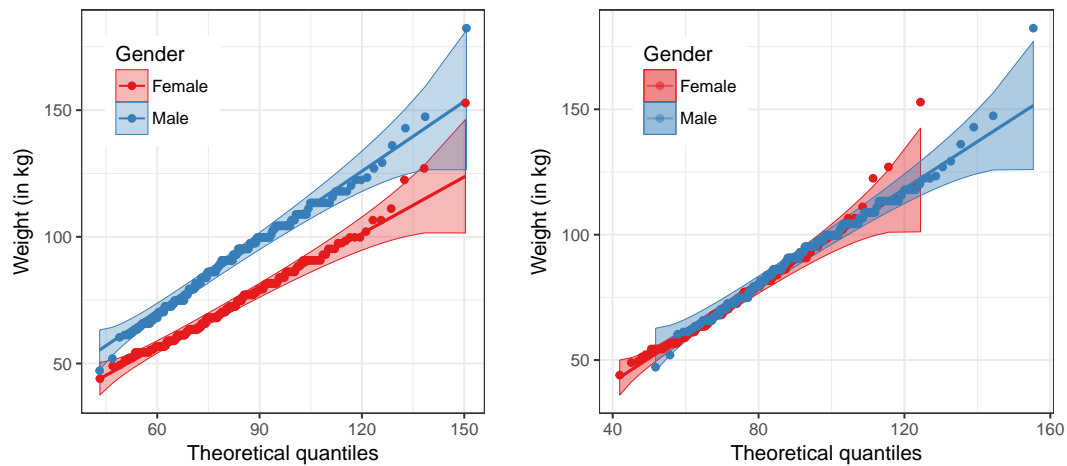 Weight (in kg)
150
100
50
Gender
Female
Male
60 90 120 150
Theoretical quantiles
Weight (in kg)
150
100
50
Gender
Female
Male
40 80 120 160
Theoretical quantiles